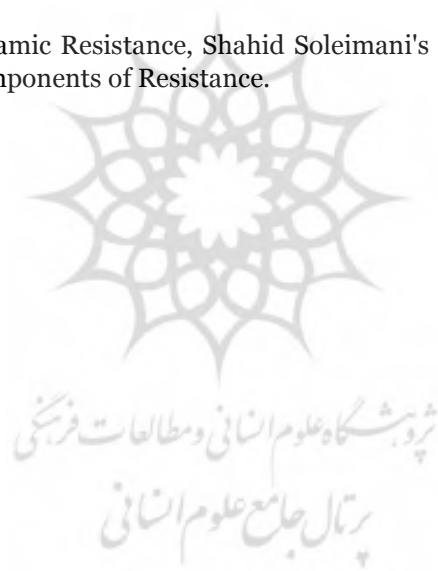 amic Resistance, Shahid Soleimani's
nponents of Resistance.
پژوهشگاه علوم انسانی و مطالعات فرهنگی
پرتال جامع علوم انسانی